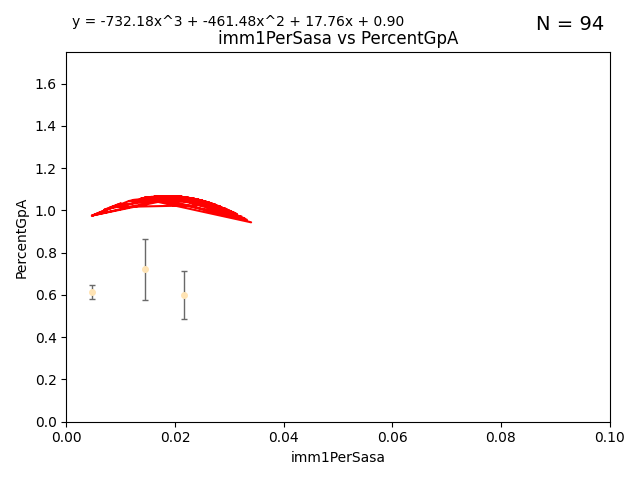 y = -732.18x^3 + -461.48x^2 + 17.76x + 0.90
N = 94
imm1PerSasa vs PercentGpA
1.6
1.4
1.2
1.0
0.8
0.6
0.4
0.2
0.0
PercentGpA
0.00 0.02 0.04 0.06 0.08 0.10
imm1PerSasa